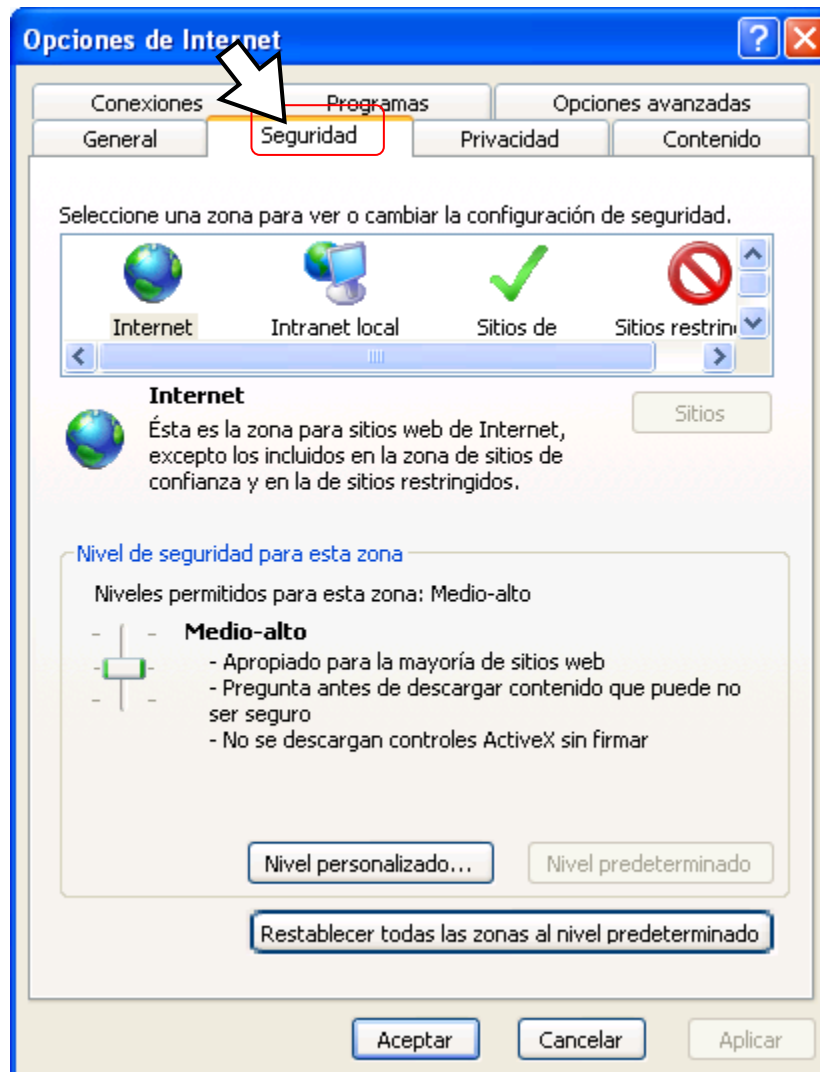 Opciones de Internet
Conexiones Programas Opciones avanzadas
General Seguridad Privacidad Contenido
Seleccione una zona para ver o cambiar la configuración de seguridad.
Internet Intranet local Sitios de Sitios restrin
Internet
Sitios
Ésta es la zona para sitios web de Internet,
excepto los incluidos en la zona de sitios de
confianza y en la de sitios restringidos.
Nivel de seguridad para esta zona
Niveles permitidos para esta zona: Medio-alto
Medio-alto
- Apropiado para la mayoría de sitios web
- Pregunta antes de descargar contenido que puede no
ser seguro
- No se descargan controles ActiveX sin firmar
Nivel personalizado... Nivel predeterminado
Restablecer todas las zonas al nivel predeterminado
Aceptar Cancelar Aplicar